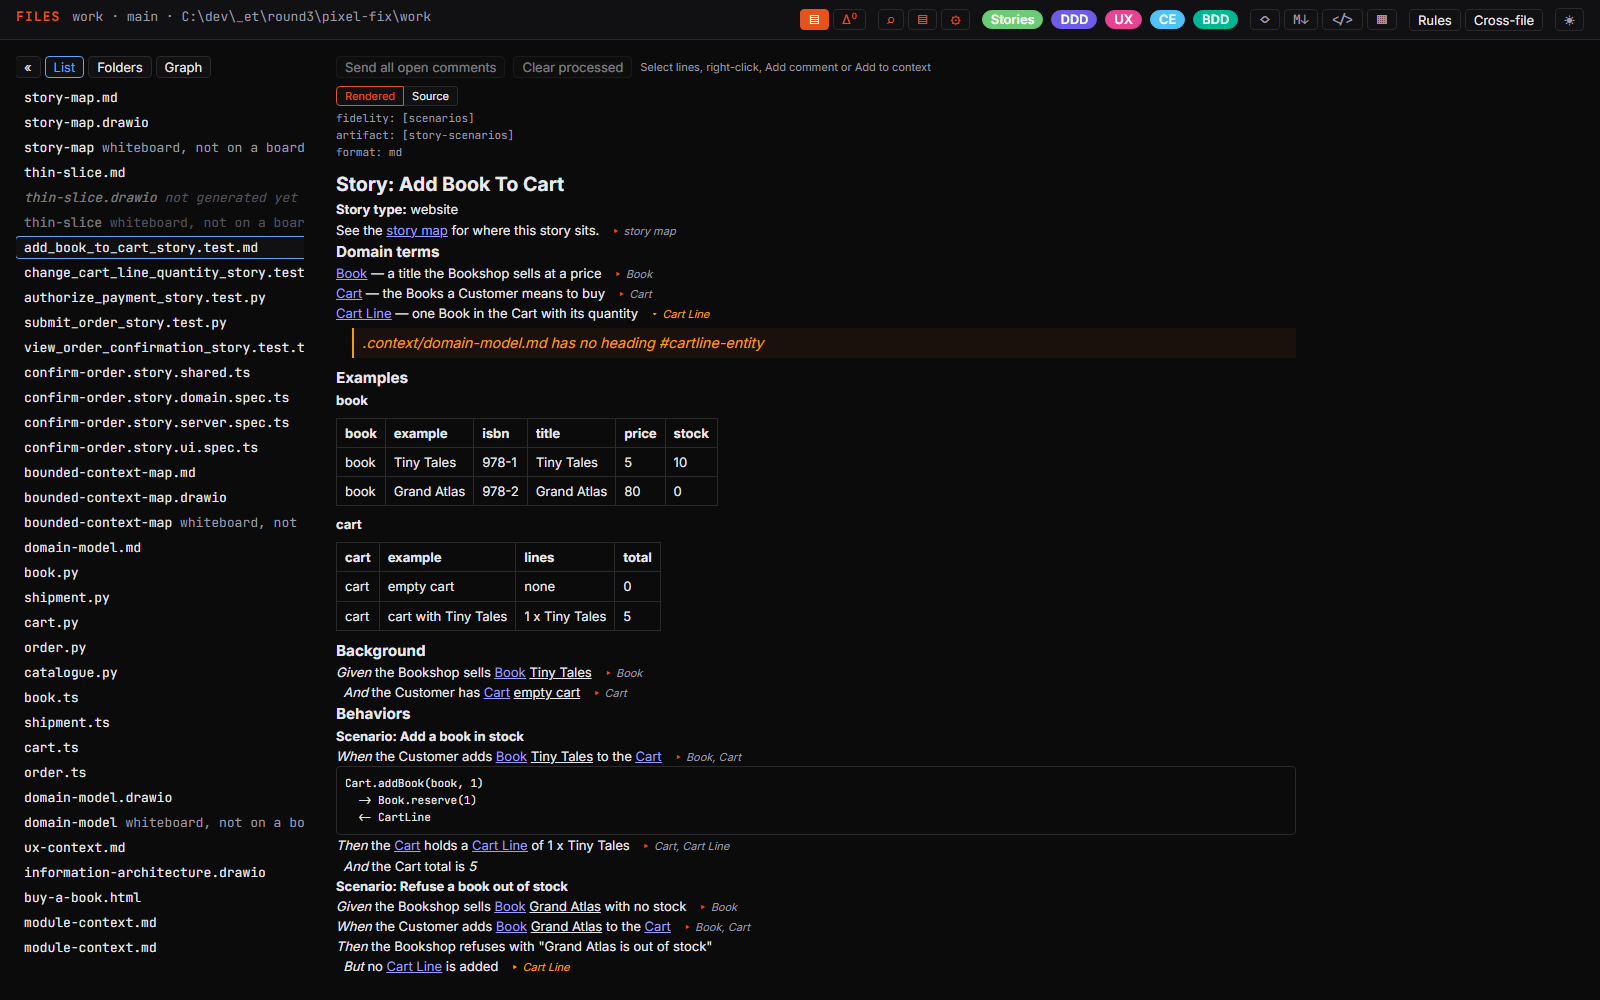 FILES work · main · C:\dev\_et\round3\pixel-fix\work
Stories DDD UX CE BDD M↓ </> Rules Cross-file
« List Folders Graph
story-map.md
story-map.drawio
story-map whiteboard, not on a board
thin-slice.md
thin-slice.drawio not generated yet
thin-slice whiteboard, not on a boar
add_book_to_cart_story.test.md
change_cart_line_quantity_story.test
authorize_payment_story.test.py
submit_order_story.test.py
view_order_confirmation_story.test.t
confirm-order.story.shared.ts
confirm-order.story.domain.spec.ts
confirm-order.story.server.spec.ts
confirm-order.story.ui.spec.ts
bounded-context-map.md
bounded-context-map.drawio
bounded-context-map whiteboard, not
domain-model.md
book.py
shipment.py
cart.py
order.py
catalogue.py
book.ts
shipment.ts
cart.ts
order.ts
domain-model.drawio
domain-model whiteboard, not on a bo
ux-context.md
information-architecture.drawio
buy-a-book.html
module-context.md
module-context.md
Send all open comments Clear processed Select lines, right-click, Add comment or Add to context
Rendered Source
fidelity: [scenarios]
artifact: [story-scenarios]
format: md
Story: Add Book To Cart
Story type: website
See the story map for where this story sits. ▸ story map
Domain terms
Book — a title the Bookshop sells at a price ▸ Book
Cart — the Books a Customer means to buy ▸ Cart
Cart Line — one Book in the Cart with its quantity ▾ Cart Line
.context/domain-model.md has no heading #cartline-entity
Examples
book
book example isbn title price stock
book Tiny Tales 978-1 Tiny Tales 5 10
book Grand Atlas 978-2 Grand Atlas 80 0
cart
cart example lines total
cart empty cart none 0
cart cart with Tiny Tales 1 x Tiny Tales 5
Background
Given the Bookshop sells Book Tiny Tales ▸ Book
And the Customer has Cart empty cart ▸ Cart
Behaviors
Scenario: Add a book in stock
When the Customer adds Book Tiny Tales to the Cart ▸ Book, Cart
Cart.addBook(book, 1)
-> Book.reserve(1)
<- CartLine
Then the Cart holds a Cart Line of 1 x Tiny Tales ▸ Cart, Cart Line
And the Cart total is 5
Scenario: Refuse a book out of stock
Given the Bookshop sells Book Grand Atlas with no stock ▸ Book
When the Customer adds Book Grand Atlas to the Cart ▸ Book, Cart
Then the Bookshop refuses with "Grand Atlas is out of stock"
But no Cart Line is added ▸ Cart Line